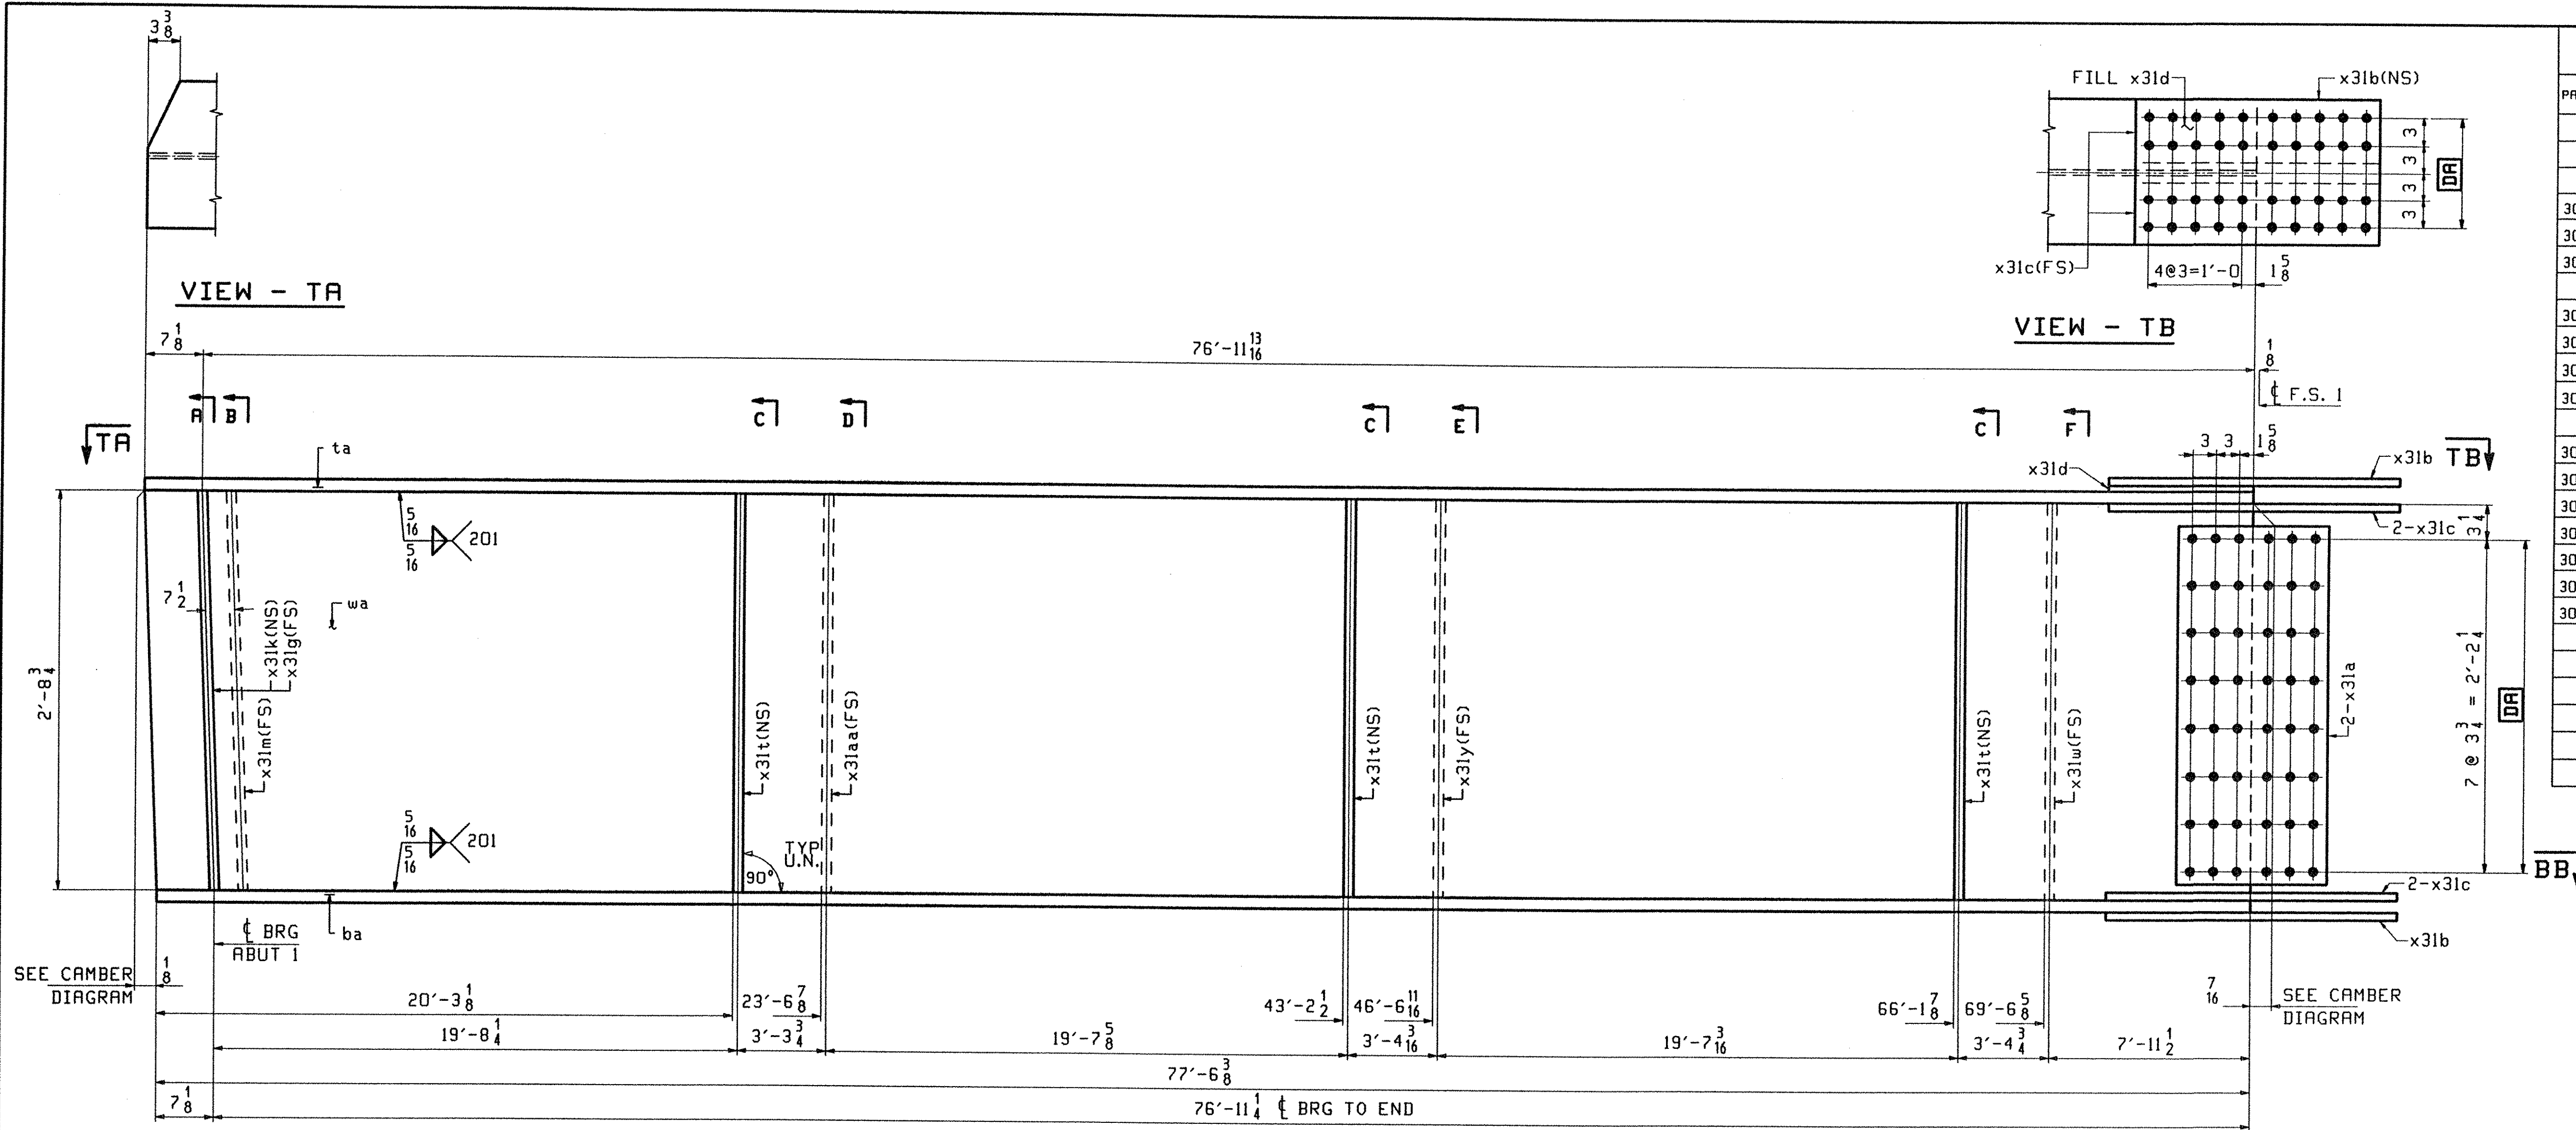 3 3/8
VIEW - TA
FILL x31d
x31b(NS)
3
3
3
3
DA
x31c(FS)
4@3=1'-0
1 5/8
VIEW - TB
7 1/8
76'-11 13/16
1/8
℄ F.S. 1
A
B
C
D
C
E
C
F
TA
TB
ta
3
3
1 5/8
x31d
x31b
2-x31c
3 1/4
5/16
5/16
201
7 1/2
wa
x31k(NS)
x31g(FS)
x31m(FS)
2'-8 3/4
x31t(NS)
x31aa(FS)
x31t(NS)
x31y(FS)
x31t(NS)
x31w(FS)
2-x31a
7 @ 3 3/4 = 2'-2 1/4
DA
5/16
5/16
201
TYP
U.N.
90°
BB
2-x31c
x31b
℄ BRG
ABUT 1
ba
SEE CAMBER
DIAGRAM
1/8
20'-3 1/8
23'-6 7/8
43'-2 1/2
46'-6 11/16
66'-1 7/8
69'-6 5/8
7/16
SEE CAMBER
DIAGRAM
19'-8 1/4
3'-3 3/4
19'-7 5/8
3'-4 3/16
19'-7 3/16
3'-4 3/4
7'-11 1/2
77'-6 3/8
7 1/8
76'-11 1/4 ℄ BRG TO END